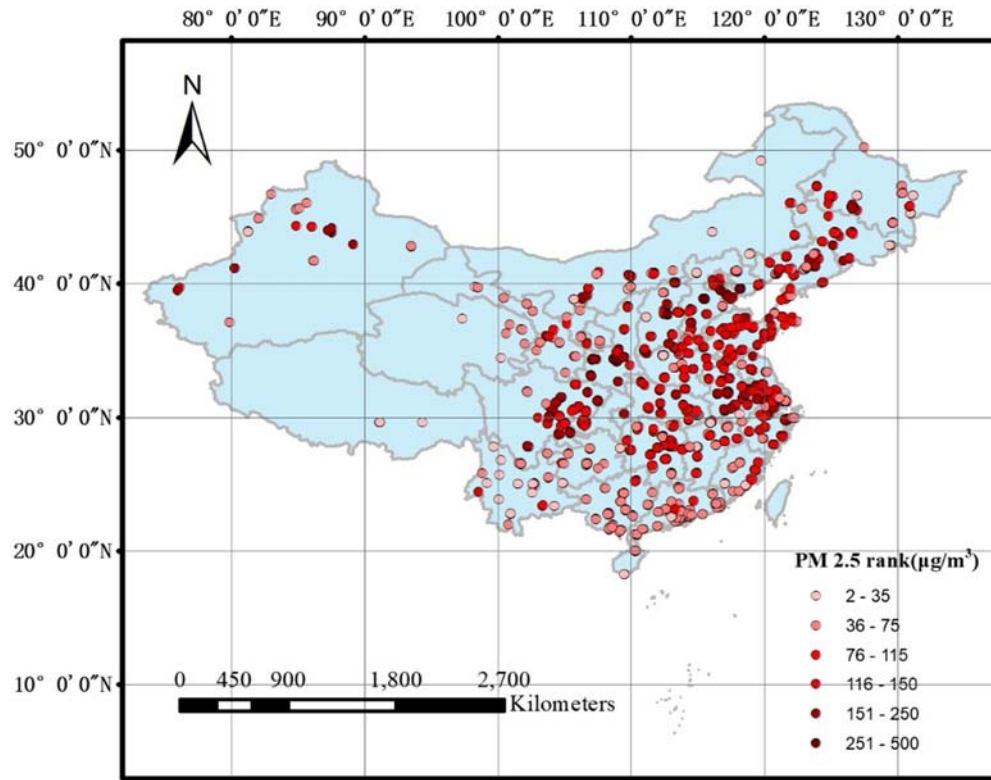 80° 0′0″E 90° 0′0″E 100° 0′0″E 110° 0′0″E 120° 0′0″E 130° 0′0″E
N
50° 0′0″N
40° 0′0″N
30° 0′0″N
20° 0′0″N
10° 0′0″N
PM 2.5 rank(μg/m³)
2 - 35
36 - 75
76 - 115
116 - 150
151 - 250
251 - 500
0 450 900 1,800 2,700
Kilometers